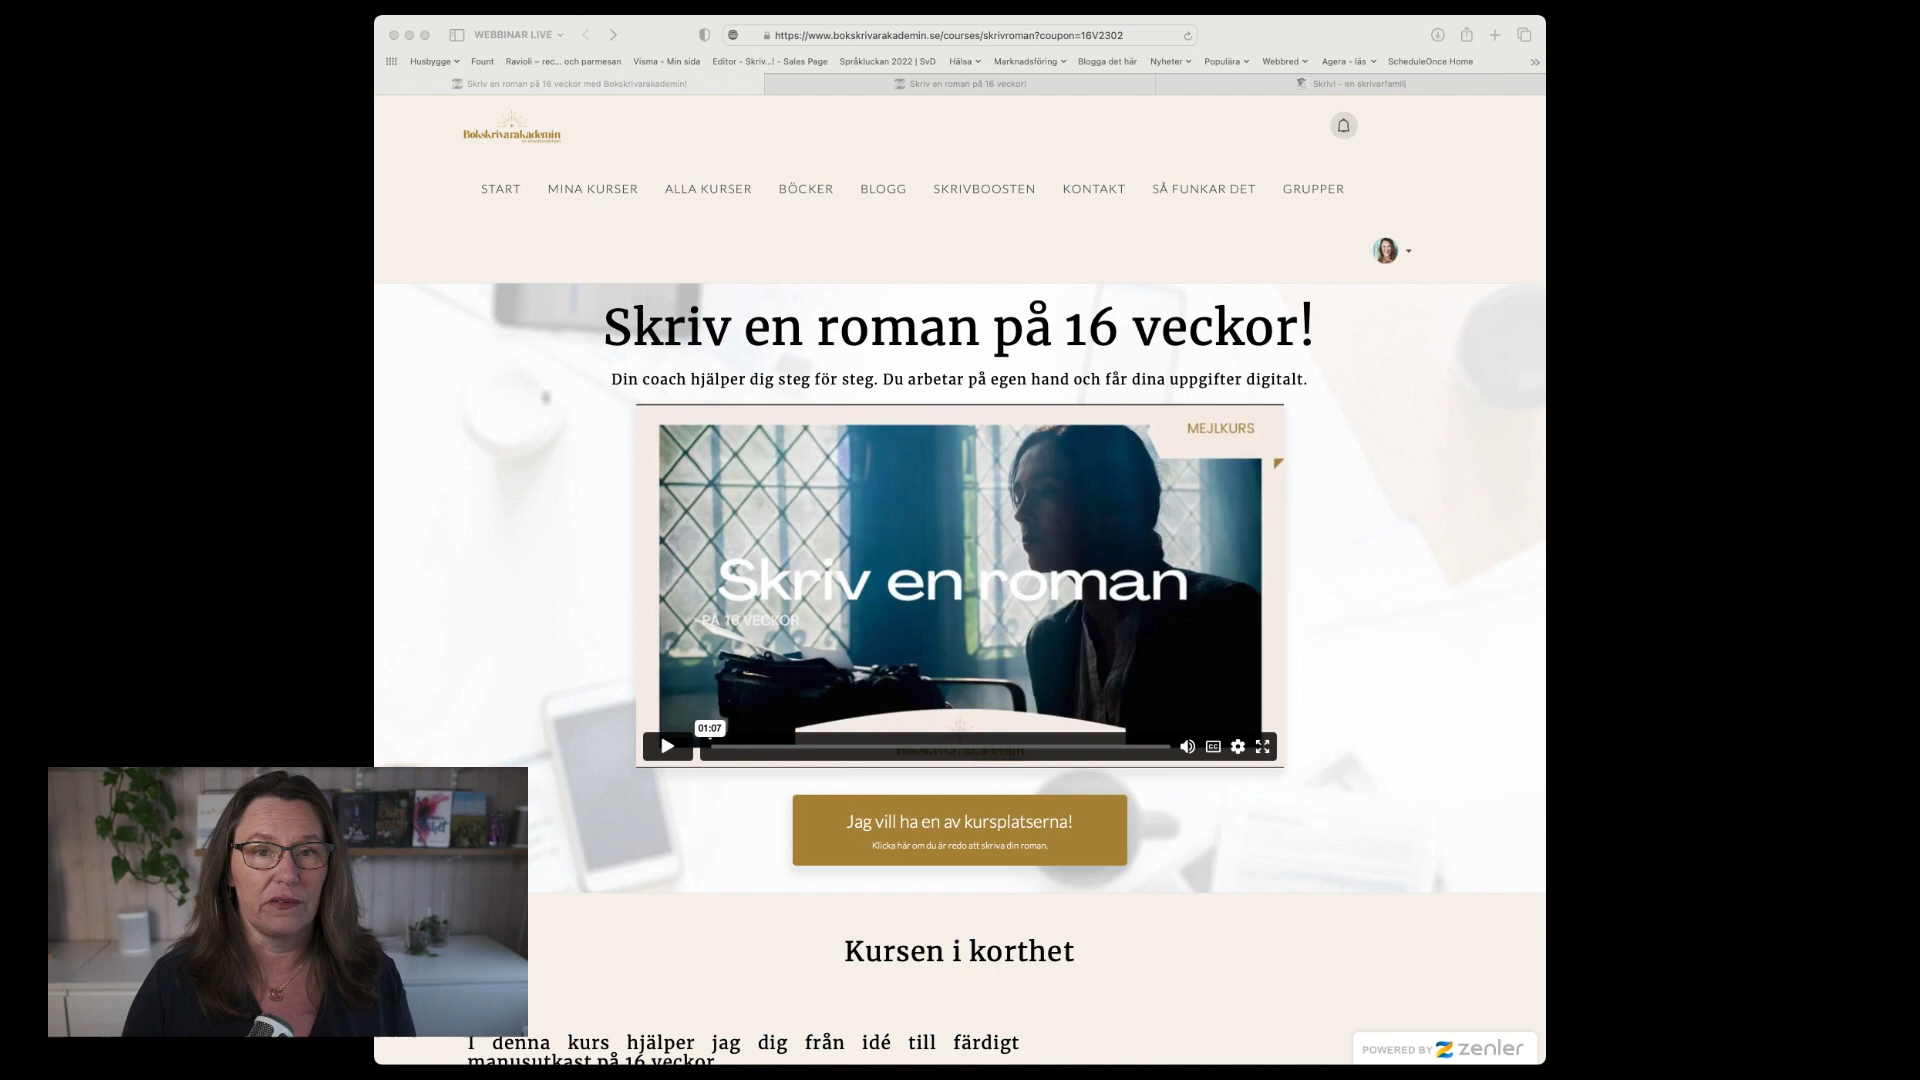 WEBBINAR LIVE
https://www.bokskrivarakademin.se/courses/skrivroman?coupon=16V2302
Husbygge Fount Ravioli – rec... och parmesan Visma - Min sida Editor - Skriv...! - Sales Page Språkluckan 2022 | SvD Hälsa Marknadsföring Blogga det här Nyheter Populära Webbred Agera - läs ScheduleOnce Home
Skriv en roman på 16 veckor med Bokskrivarakademin! Skriv en roman på 16 veckor! Skriv! - en skrivarfamilj
Bokskrivarakademin
START MINA KURSER ALLA KURSER BÖCKER BLOGG SKRIVBOOSTEN KONTAKT SÅ FUNKAR DET GRUPPER
Skriv en roman på 16 veckor!
Din coach hjälper dig steg för steg. Du arbetar på egen hand och får dina uppgifter digitalt.
MEJLKURS
Skriv en roman
-PÅ 16 VECKOR
01:07
CC
Jag vill ha en av kursplatserna!
Klicka här om du är redo att skriva din roman.
Kursen i korthet
I denna kurs hjälper jag dig från idé till färdigt
manusutkast på 16 veckor
POWERED BY zenler